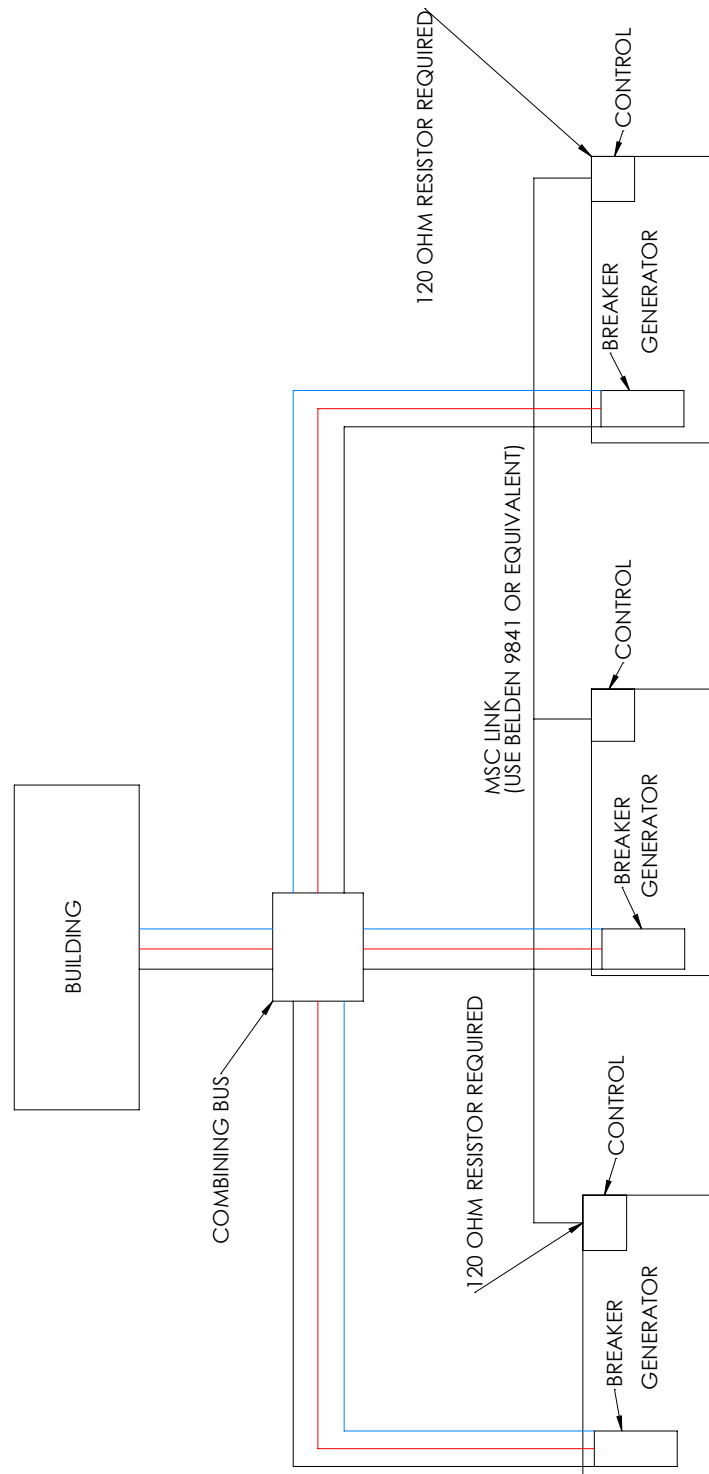 BUILDING
COMBINING BUS
120 OHM RESISTOR REQUIRED
MSC LINK
(USE BELDEN 9841 OR EQUIVALENT)
120 OHM RESISTOR REQUIRED
BREAKER
CONTROL
GENERATOR
BREAKER
CONTROL
GENERATOR
BREAKER
CONTROL
GENERATOR